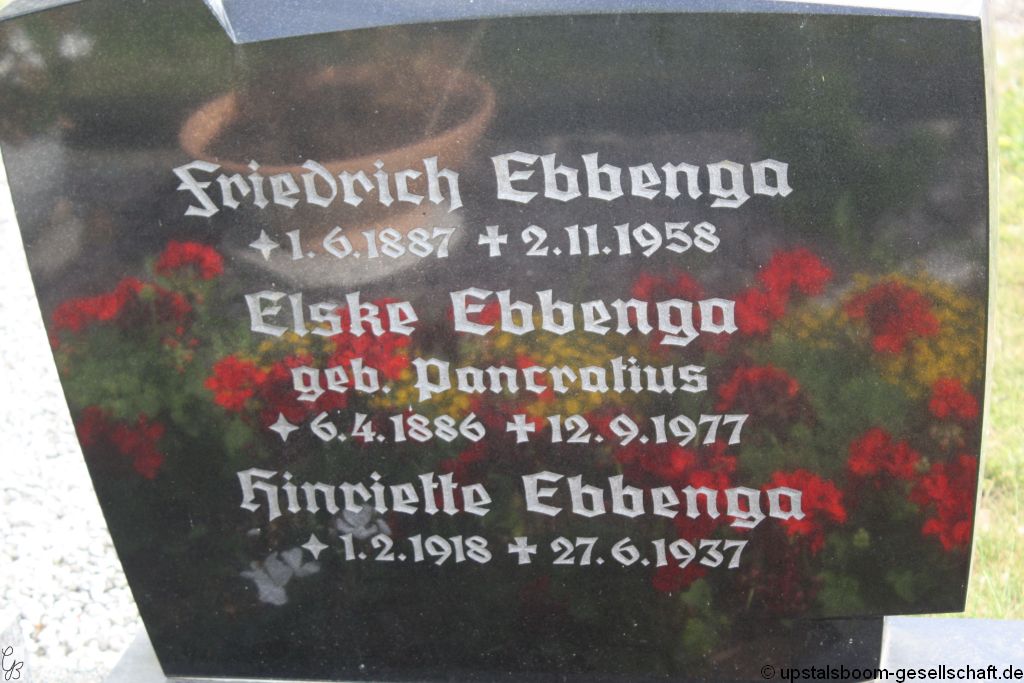 Friedrich Ebbenga
1.6.1887 ✝ 2.11.1958
Elske Ebbenga
geb. Pancratius
6.4.1886 ✝ 12.9.1977
Hinriette Ebbenga
1.2.1918 ✝ 27.6.1937
© upstalsboom-gesellschaft.de